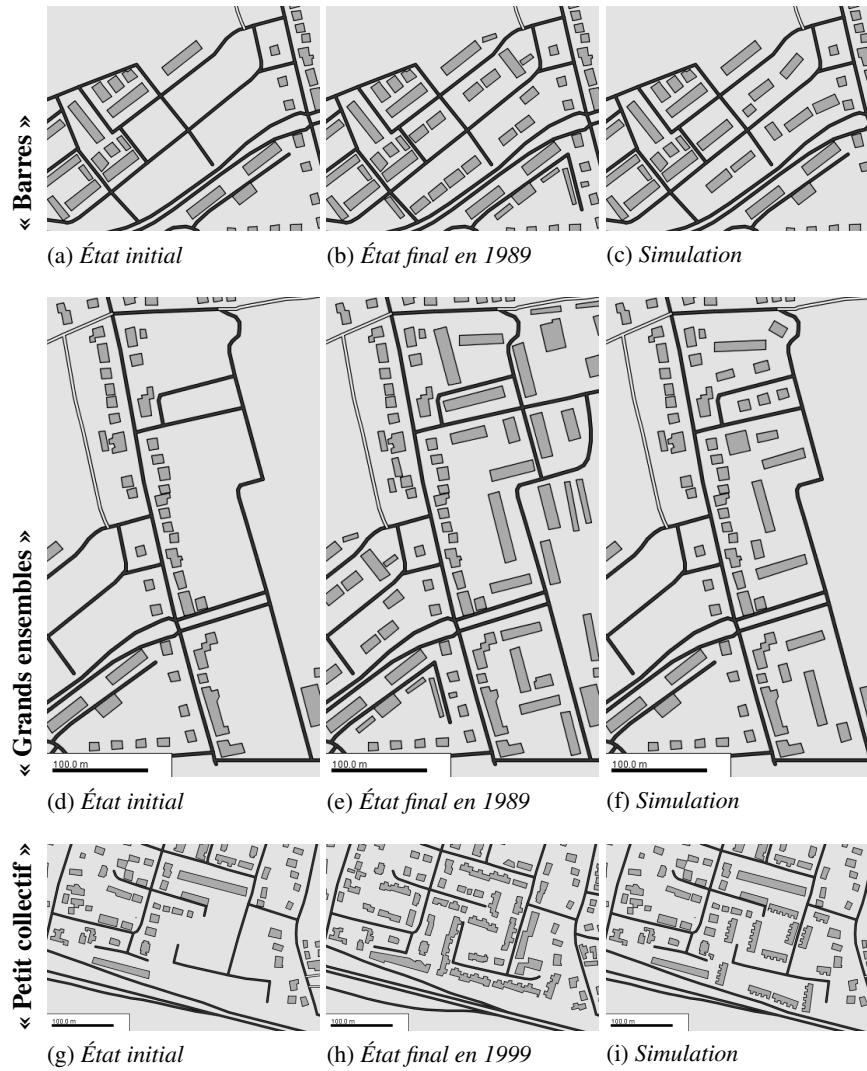 « Barres »
(a) État initial
(b) État final en 1989
(c) Simulation
« Grands ensembles »
100.0 m
100.0 m
100.0 m
(d) État initial
(e) État final en 1989
(f) Simulation
« Petit collectif »
100.0 m
100.0 m
100.0 m
(g) État initial
(h) État final en 1999
(i) Simulation